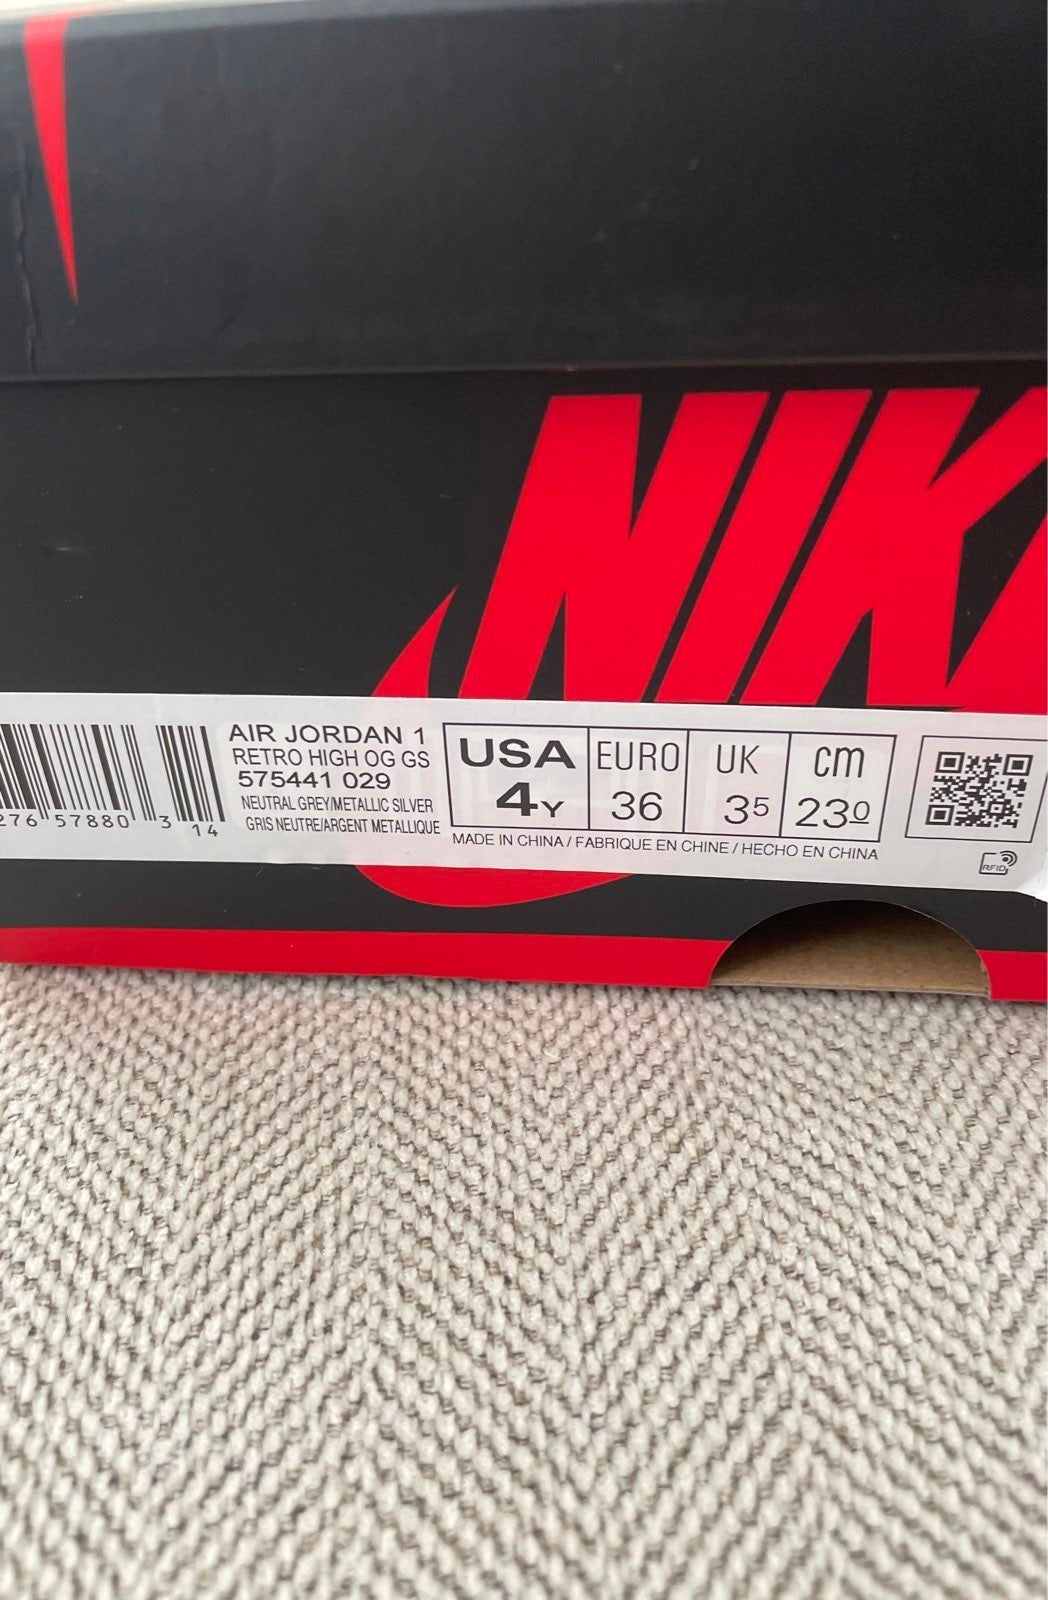 NIK
AIR JORDAN 1
RETRO HIGH OG GS
575441 029
NEUTRAL GREY/METALLIC SILVER
GRIS NEUTRE/ARGENT METALLIQUE
276 57880 3 14
USA EURO UK cm
4Y 36 35 230
MADE IN CHINA / FABRIQUE EN CHINE / HECHO EN CHINA
RFID